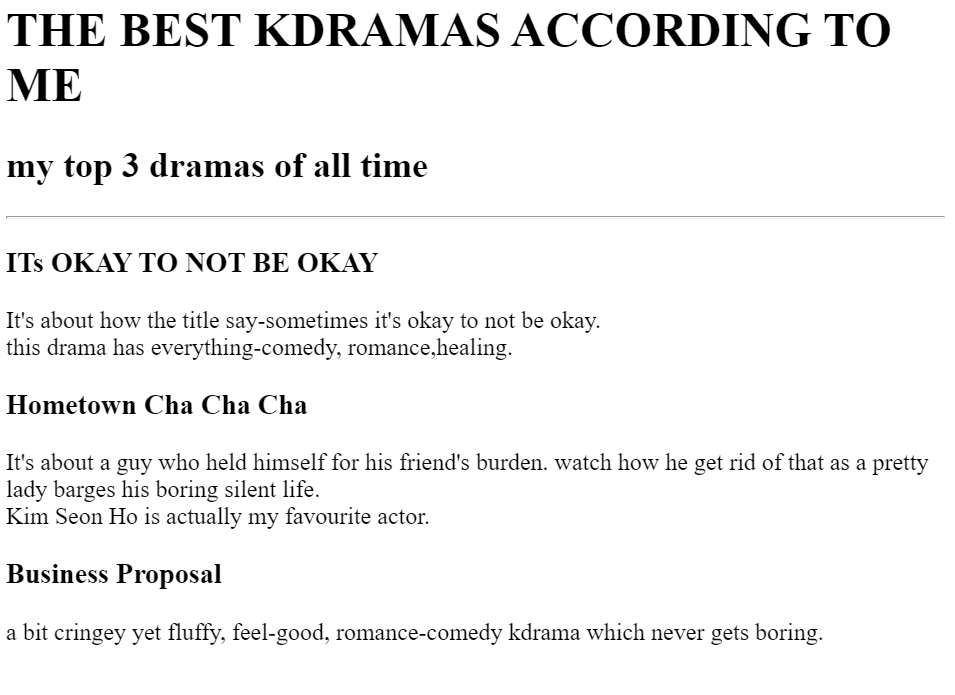 THE BEST KDRAMAS ACCORDING TO
ME
my top 3 dramas of all time
ITs OKAY TO NOT BE OKAY
It's about how the title say-sometimes it's okay to not be okay.
this drama has everything-comedy, romance,healing.
Hometown Cha Cha Cha
It's about a guy who held himself for his friend's burden. watch how he get rid of that as a pretty
lady barges his boring silent life.
Kim Seon Ho is actually my favourite actor.
Business Proposal
a bit cringey yet fluffy, feel-good, romance-comedy kdrama which never gets boring.